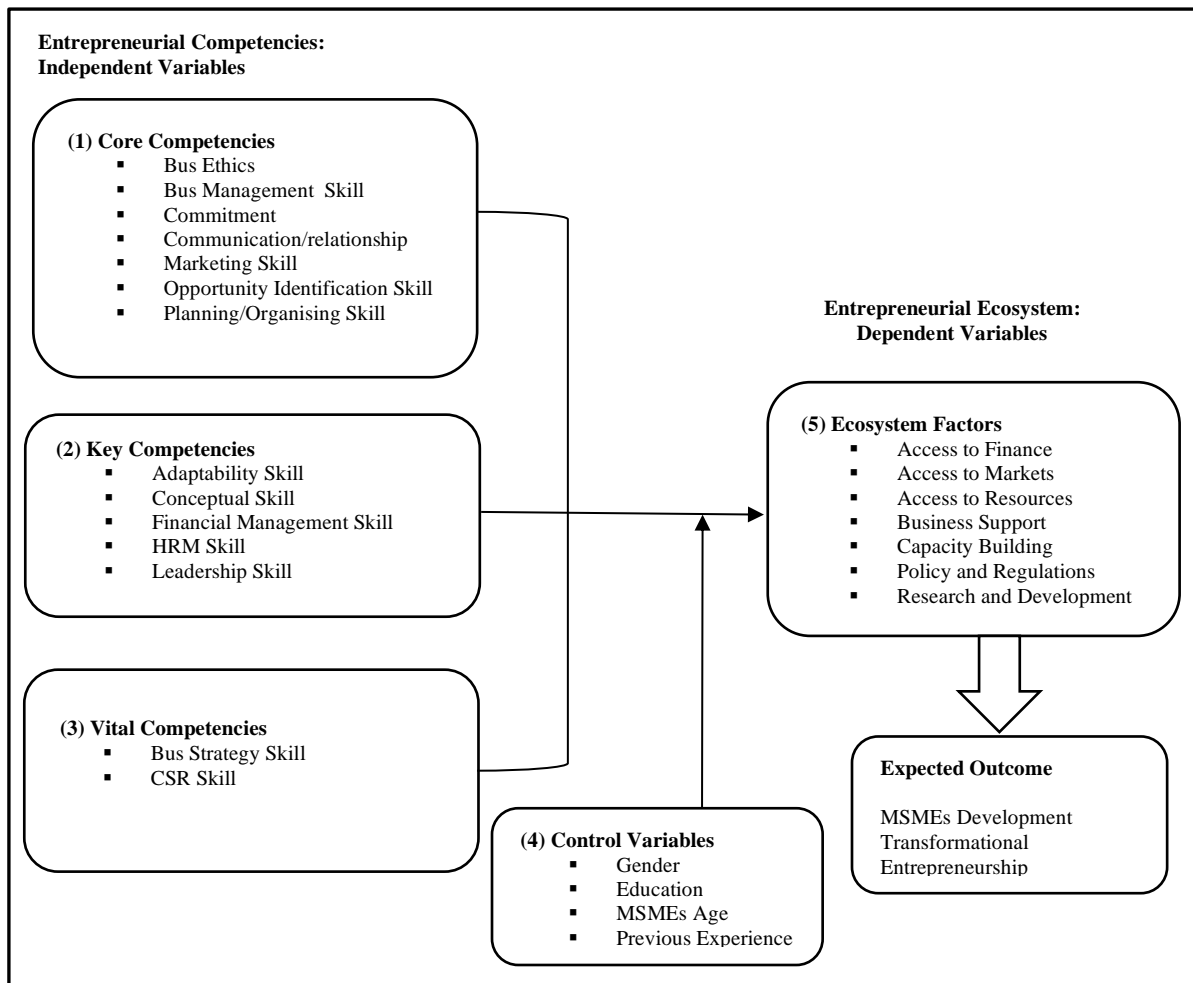 Entrepreneurial Competencies:
Independent Variables
(1) Core Competencies
▪ Bus Ethics
▪ Bus Management Skill
▪ Commitment
▪ Communication/relationship
▪ Marketing Skill
▪ Opportunity Identification Skill
▪ Planning/Organising Skill
(2) Key Competencies
▪ Adaptability Skill
▪ Conceptual Skill
▪ Financial Management Skill
▪ HRM Skill
▪ Leadership Skill
(3) Vital Competencies
▪ Bus Strategy Skill
▪ CSR Skill
(4) Control Variables
▪ Gender
▪ Education
▪ MSMEs Age
▪ Previous Experience
Entrepreneurial Ecosystem:
Dependent Variables
(5) Ecosystem Factors
▪ Access to Finance
▪ Access to Markets
▪ Access to Resources
▪ Business Support
▪ Capacity Building
▪ Policy and Regulations
▪ Research and Development
Expected Outcome
MSMEs Development
Transformational
Entrepreneurship